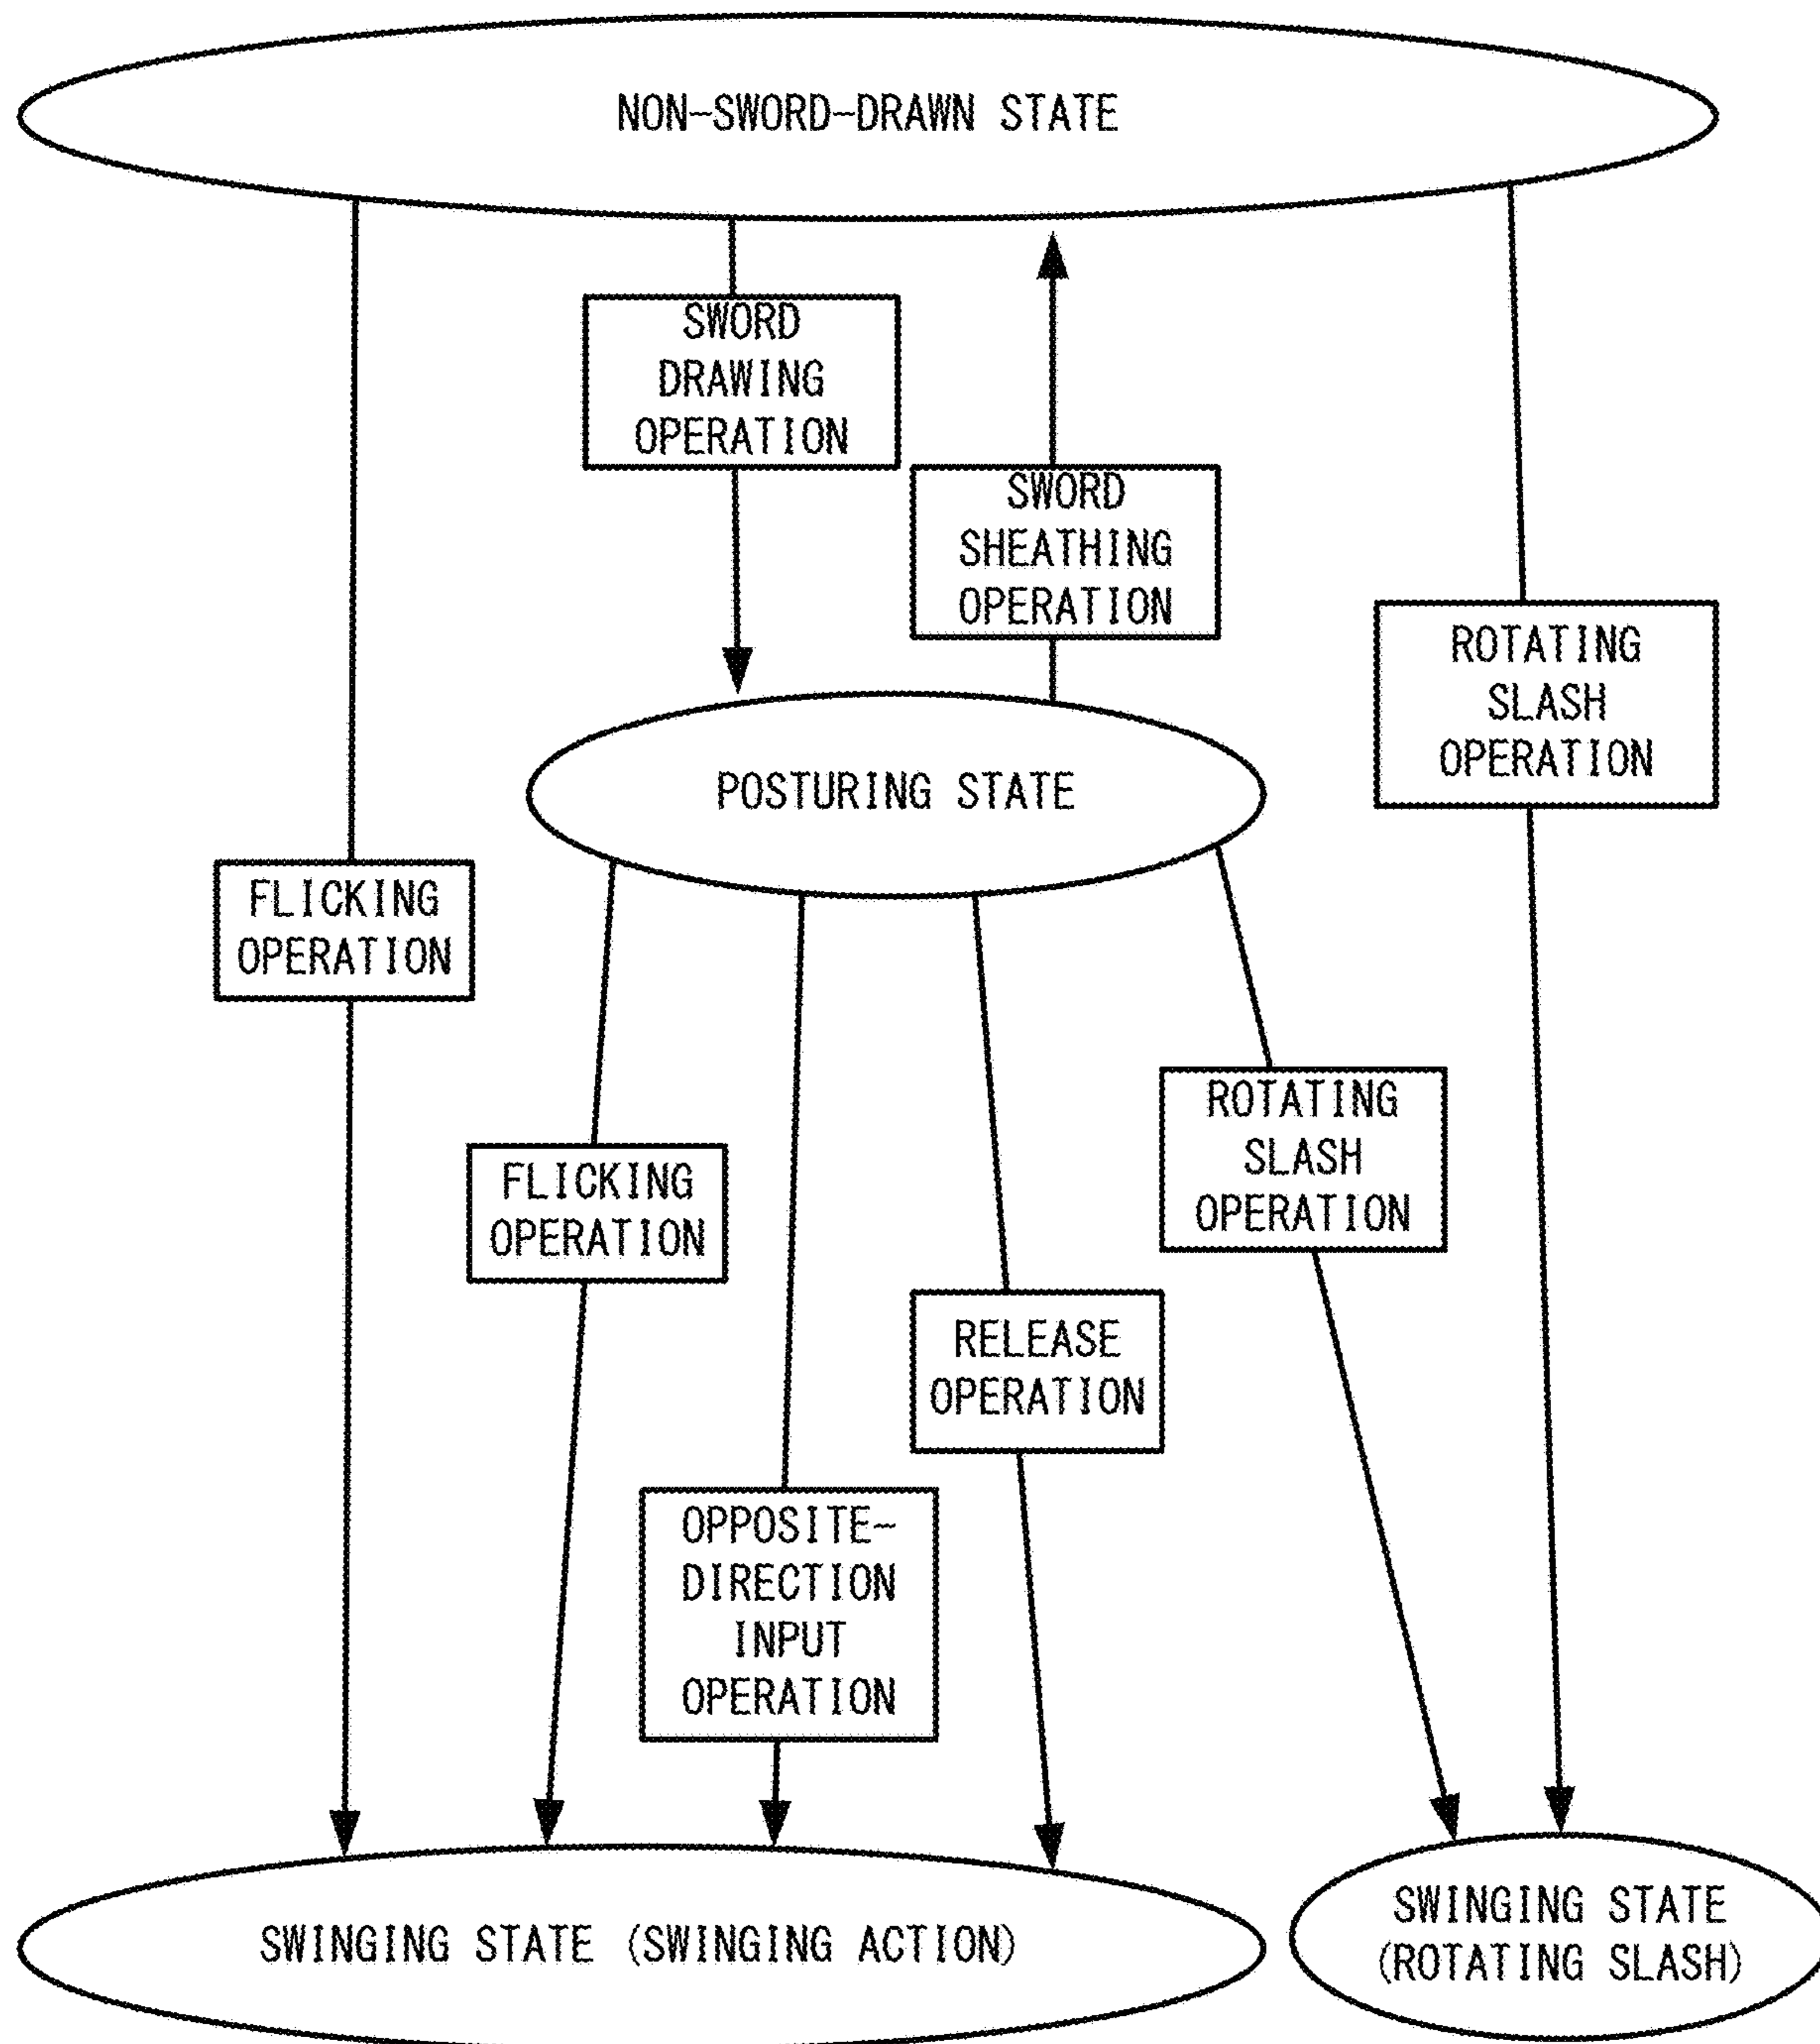 NON-SWORD-DRAWN STATE
SWORD
DRAWING
OPERATION
SWORD
SHEATHING
OPERATION
ROTATING
SLASH
OPERATION
POSTURING STATE
FLICKING
OPERATION
FLICKING
OPERATION
ROTATING
SLASH
OPERATION
RELEASE
OPERATION
OPPOSITE-
DIRECTION
INPUT
OPERATION
SWINGING STATE (SWINGING ACTION)
SWINGING STATE
(ROTATING SLASH)